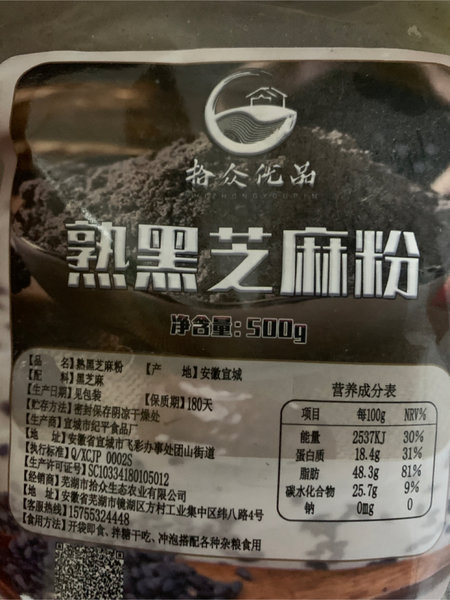 拾众优品
SHIZHONGYOUPIN
熟黑芝麻粉
净含量:500g
【品 名】熟黑芝麻粉 【产 地】安徽宣城
【配 料】黑芝麻
【生产日期】见包装 【保质期】180天
【贮存方法】密封保存阴凉干燥处
【生产商】宣城市纪平食品厂
【地 址】安徽省宣城市飞彩办事处团山街道
【执行标准】Q/XCJP 0002S
【生产许可证号】SC10334180105012
【经销商】芜湖市拾众生态农业有限公司
【地 址】安徽省芜湖市镜湖区方村工业集中区纬八路4号
【客服热线】15755324448
【食用方法】开袋即食、拌糖干吃、冲泡搭配各种杂粮食用
营养成分表
项目 每100g NRV%
能量 2537KJ 30%
蛋白质 18.4g 31%
脂肪 48.3g 81%
碳水化合物 25.7g 9%
钠 0mg 0